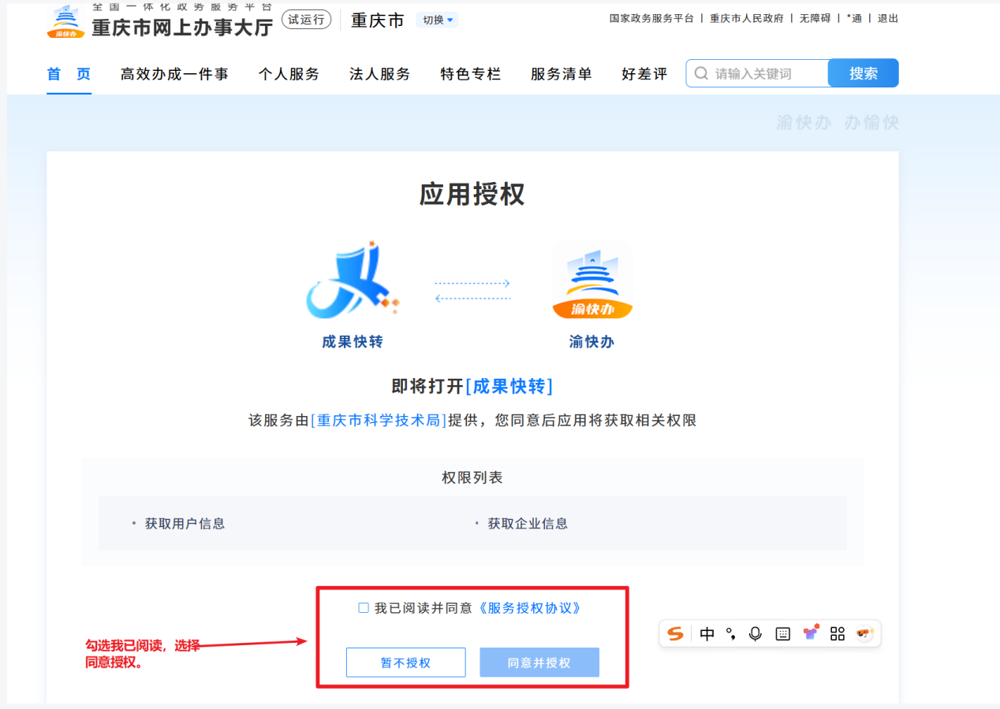 全国一体化政务服务平台
重庆市网上办事大厅
试运行
重庆市
切换
国家政务服务平台 | 重庆市人民政府 | 无障碍 | *通 | 退出
渝快办
首 页
高效办成一件事
个人服务
法人服务
特色专栏
服务清单
好差评
请输入关键词
搜索
渝快办 办愉快
应用授权
渝快办
成果快转
渝快办
即将打开[成果快转]
该服务由[重庆市科学技术局]提供，您同意后应用将获取相关权限
权限列表
· 获取用户信息
· 获取企业信息
我已阅读并同意《服务授权协议》
勾选我已阅读，选择
同意授权。
暂不授权
同意并授权
中